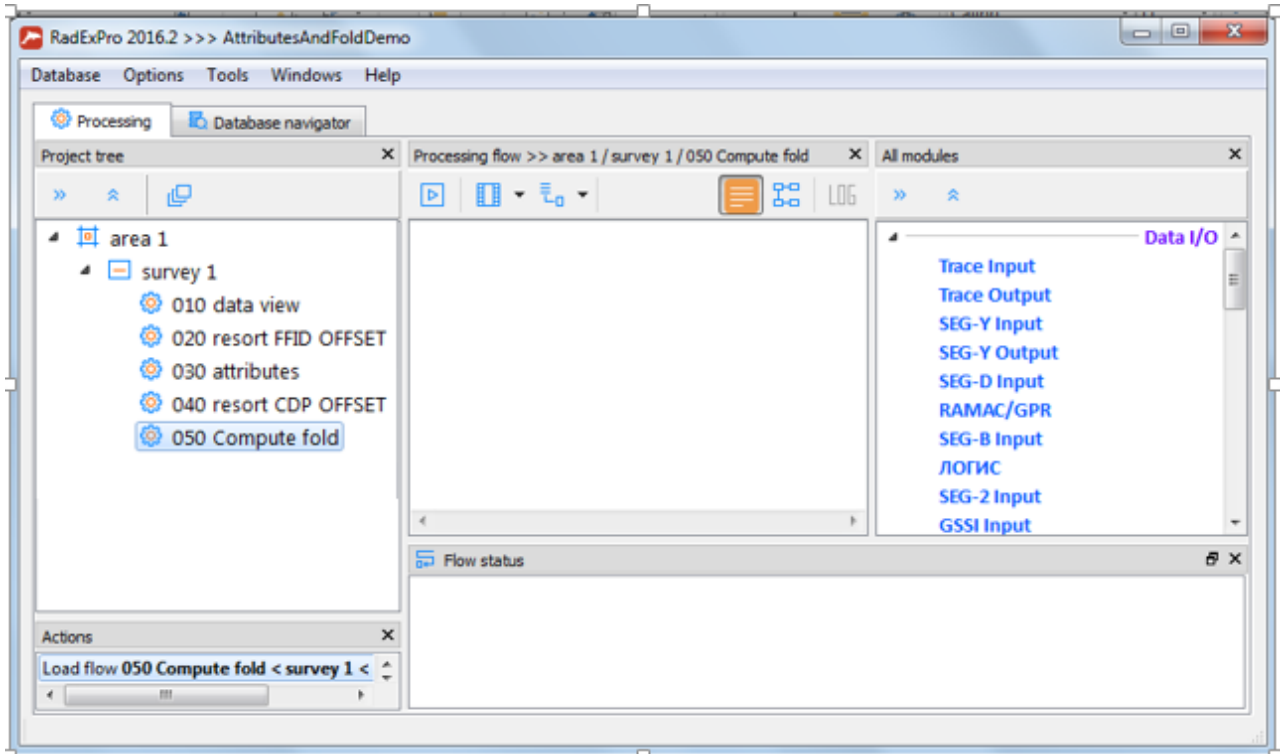 RadExPro 2016.2 >>> AttributesAndFoldDemo
Database Options Tools Windows Help
Processing Database navigator
Project tree
area 1
survey 1
010 data view
020 resort FFID OFFSET
030 attributes
040 resort CDP OFFSET
050 Compute fold
Actions
Load flow 050 Compute fold < survey 1 <
Processing flow >> area 1 / survey 1 / 050 Compute fold
LOG
All modules
Data I/O
Trace Input
Trace Output
SEG-Y Input
SEG-Y Output
SEG-D Input
RAMAC/GPR
SEG-B Input
ЛОГИС
SEG-2 Input
GSSI Input
Flow status